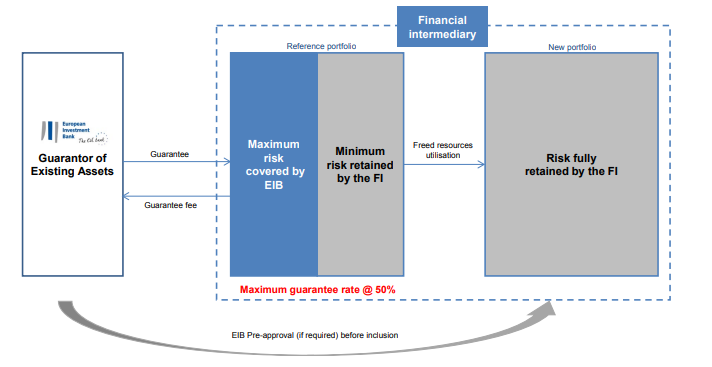 Financial
intermediary
Reference portfolio
New portfolio
European
Investment
Bank
The EU bank
Guarantor of
Existing Assets
Guarantee
Guarantee fee
Maximum
risk
covered by
EIB
Minimum
risk retained
by the FI
Freed resources
utilisation
Risk fully
retained by the FI
Maximum guarantee rate @ 50%
EIB Pre-approval (if required) before inclusion